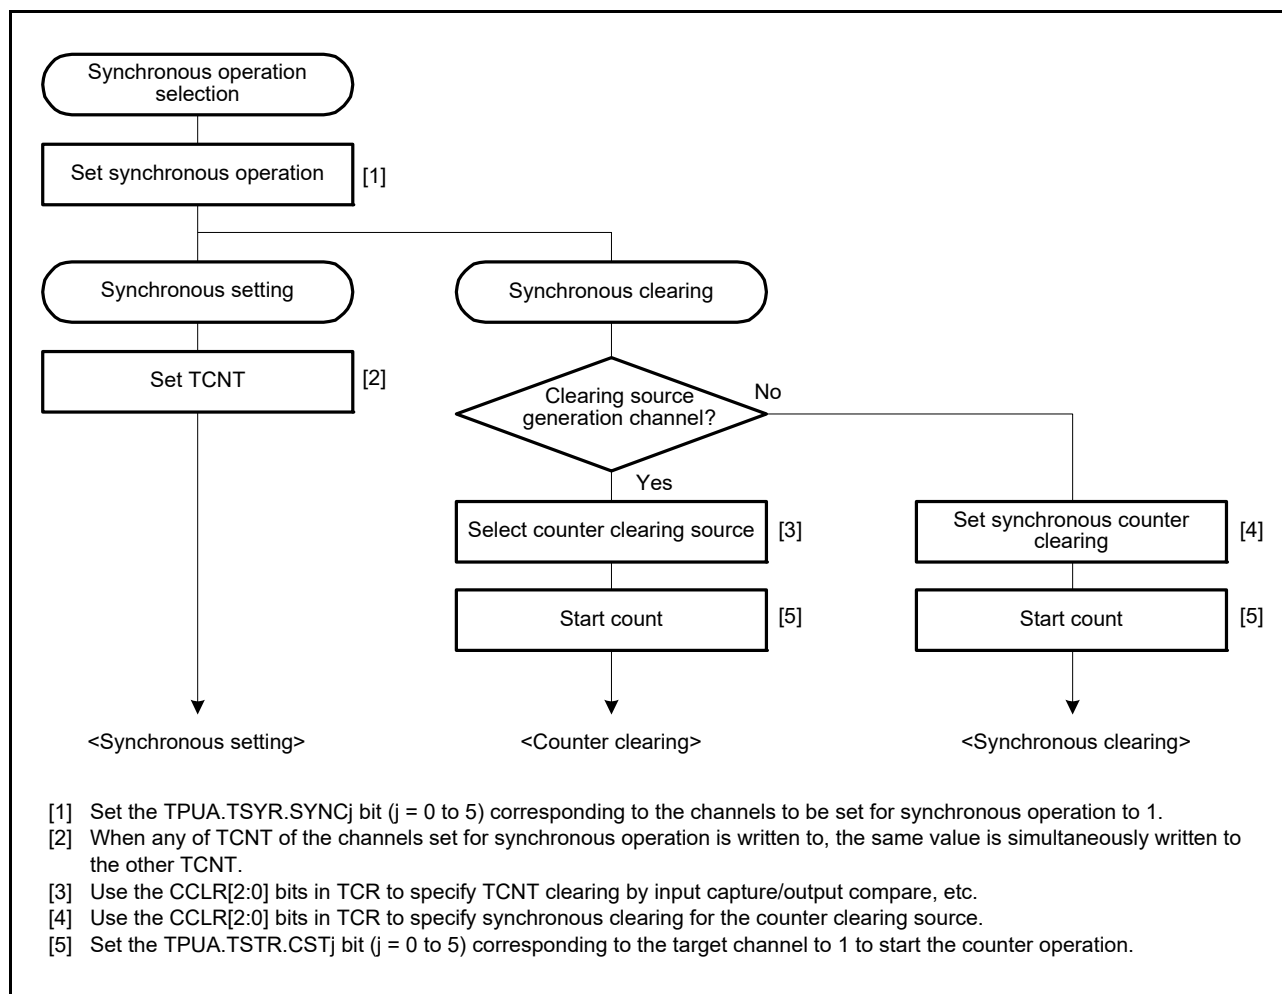 Synchronous operation
selection
Set synchronous operation
[1]
Synchronous setting
Synchronous clearing
Set TCNT
[2]
Clearing source
generation channel?
No
Yes
Select counter clearing source
[3]
Set synchronous counter
clearing
[4]
Start count
[5]
Start count
[5]
<Synchronous setting>
<Counter clearing>
<Synchronous clearing>
[1] Set the TPUA.TSYR.SYNCj bit (j = 0 to 5) corresponding to the channels to be set for synchronous operation to 1.
[2] When any of TCNT of the channels set for synchronous operation is written to, the same value is simultaneously written to
the other TCNT.
[3] Use the CCLR[2:0] bits in TCR to specify TCNT clearing by input capture/output compare, etc.
[4] Use the CCLR[2:0] bits in TCR to specify synchronous clearing for the counter clearing source.
[5] Set the TPUA.TSTR.CSTj bit (j = 0 to 5) corresponding to the target channel to 1 to start the counter operation.